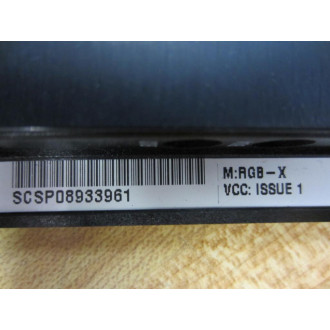 SCSP08933961
M:RGB-X
VCC: ISSUE 1